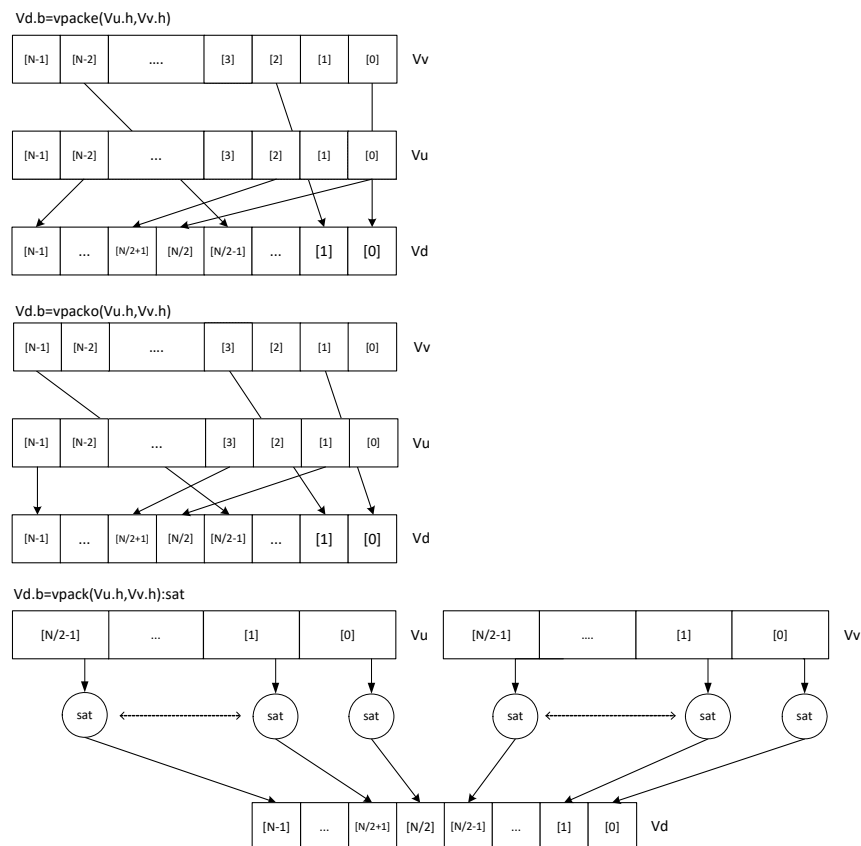 Vd.b=vpacke(Vu.h,Vv.h)
[N-1] [N-2] .... [3] [2] [1] [0] Vv
[N-1] [N-2] ... [3] [2] [1] [0] Vu
[N-1] ... [N/2+1] [N/2] [N/2-1] ... [1] [0] Vd
Vd.b=vpacko(Vu.h,Vv.h)
[N-1] [N-2] .... [3] [2] [1] [0] Vv
[N-1] [N-2] ... [3] [2] [1] [0] Vu
[N-1] ... [N/2+1] [N/2] [N/2-1] ... [1] [0] Vd
Vd.b=vpack(Vu.h,Vv.h):sat
[N/2-1] ... [1] [0] Vu [N/2-1] .... [1] [0] Vv
sat sat sat sat sat sat
[N-1] ... [N/2+1] [N/2] [N/2-1] ... [1] [0] Vd